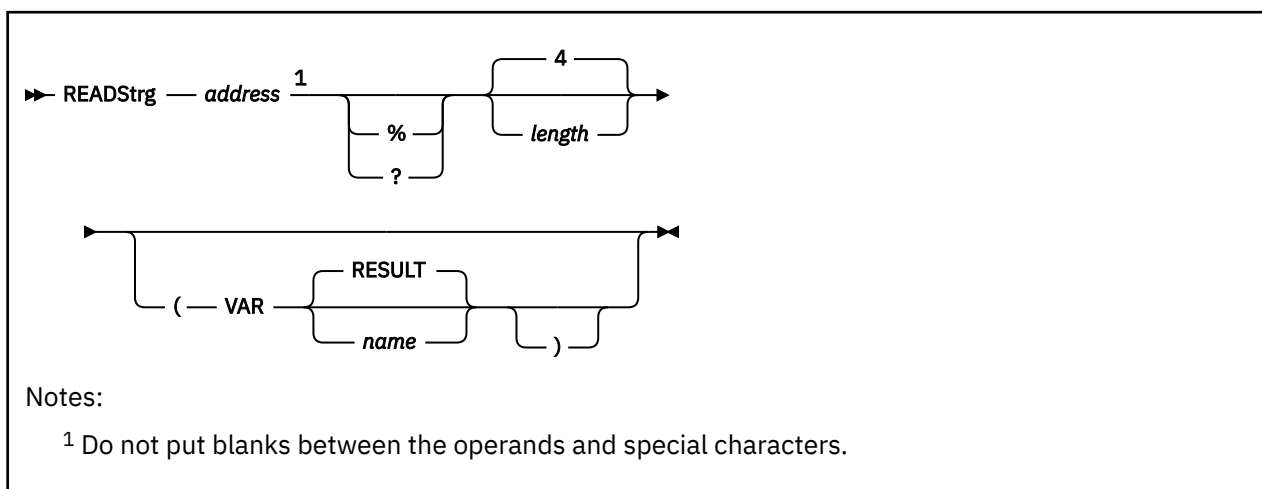 4
READStrg address 1
% length
?
RESULT
( VAR
name )
Notes:
1 Do not put blanks between the operands and special characters.